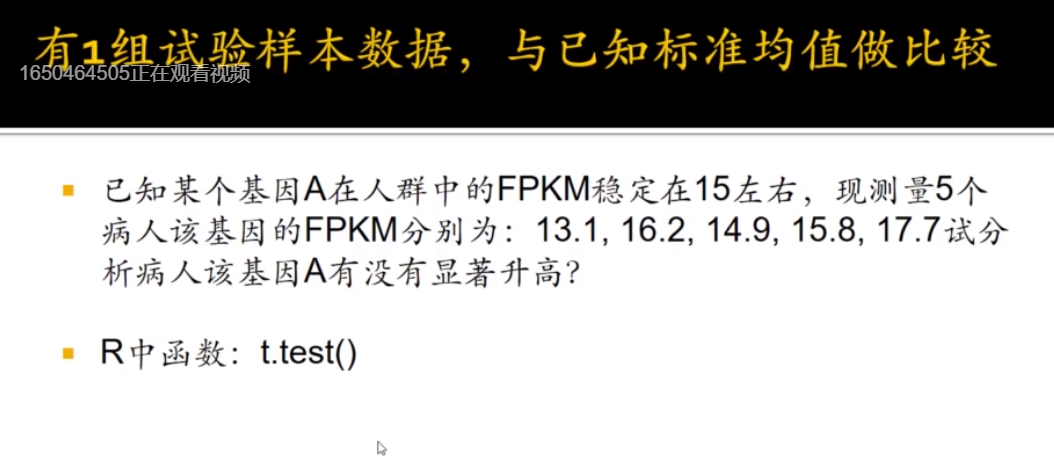 有1组试验样本数据，与已知标准均值做比较
1650464505正在观看视频
已知某个基因A在人群中的FPKM稳定在15左右，现测量5个
病人该基因的FPKM分别为：13.1, 16.2, 14.9, 15.8, 17.7试分
析病人该基因A有没有显著升高？
R中函数：t.test()